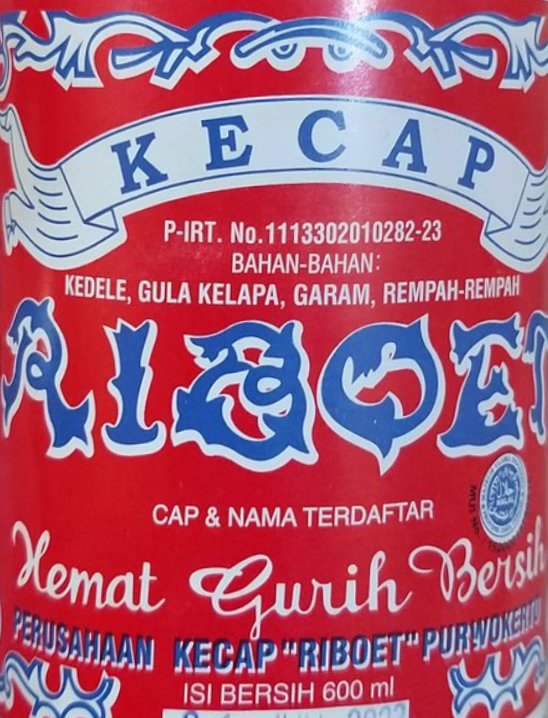 KECAP
P-IRT. No.1113302010282-23
BAHAN-BAHAN:
KEDELE, GULA KELAPA, GARAM, REMPAH-REMPAH
RIBOET
CAP & NAMA TERDAFTAR
Hemat Gurih Bersih
PERUSAHAAN KECAP "RIBOET" PURWOKERTO
ISI BERSIH 600 ml